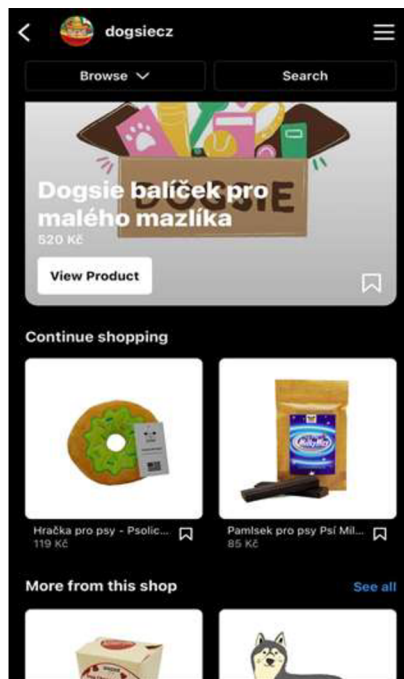 dogsiecz
Browse
Search
DOGSIE
Dogsie balíček pro
malého mazlíka
520 Kč
View Product
Continue shopping
MilkyWay
Hračka pro psy - Psolic...
119 Kč
Pamlsek pro psy Psí Mil...
85 Kč
More from this shop
See all